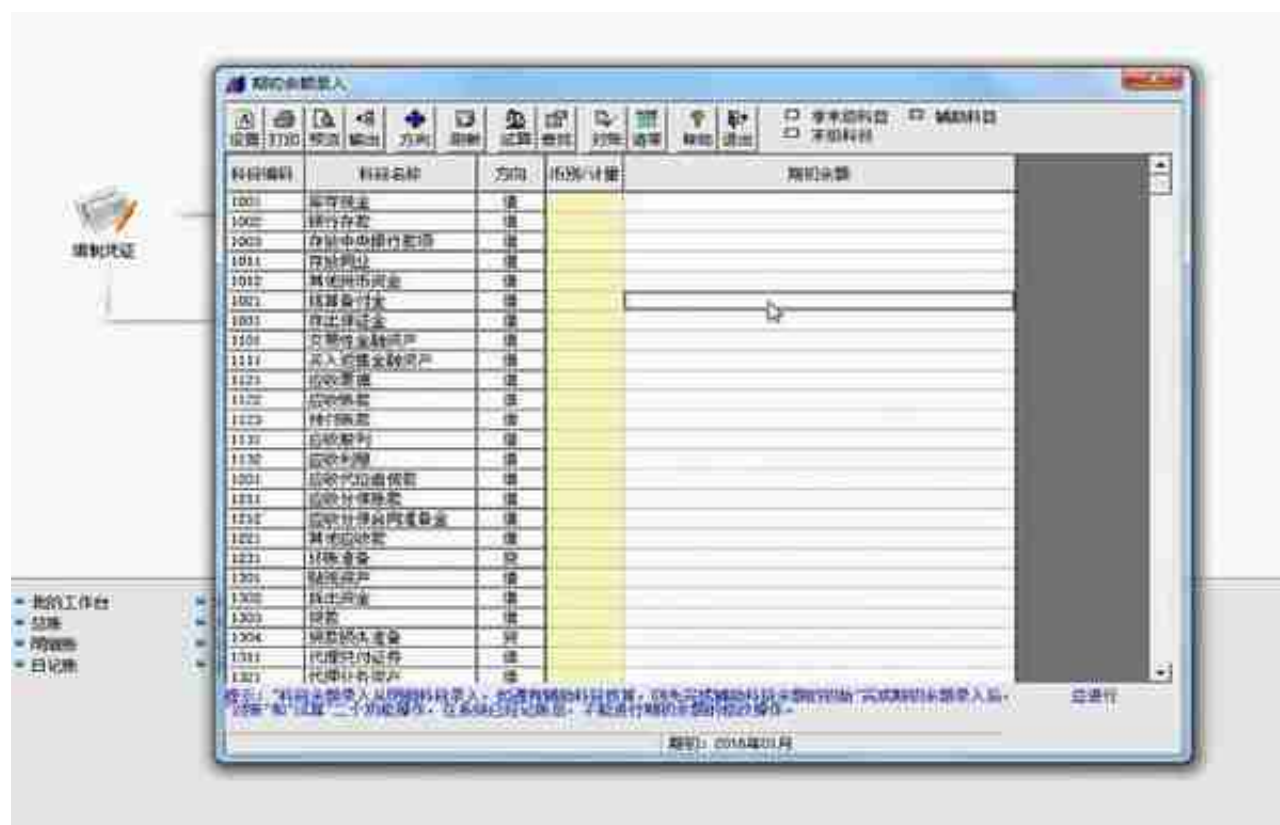 期初余额录入
设置 打印 预览 输出 方向 刷新 试算 查找 对账 清零 帮助 退出
非末级科目 辅助科目
末级科目
科目编码 科目名称 方向 币别/计量 期初余额
1001 库存现金 借
1002 银行存款 借
1003 存放中央银行款项 借
1011 存放同业 借
1012 其他货币资金 借
1021 结算备付金 借
1031 存出保证金 借
1101 交易性金融资产 借
1111 买入返售金融资产 借
1121 应收票据 借
1122 应收账款 借
1123 预付账款 借
1131 应收股利 借
1132 应收利息 借
1201 应收代位追偿款 借
1211 应收分保账款 借
1212 应收分保合同准备金 借
1221 其他应收款 借
1231 坏账准备 贷
1301 贴现资产 借
1302 拆出资金 借
1303 贷款 借
1304 贷款损失准备 贷
1311 代理兑付证券 借
1321 代理业务资产 借
期初：2016年01月
填制凭证
我的工作台
总账
明细账
日记账